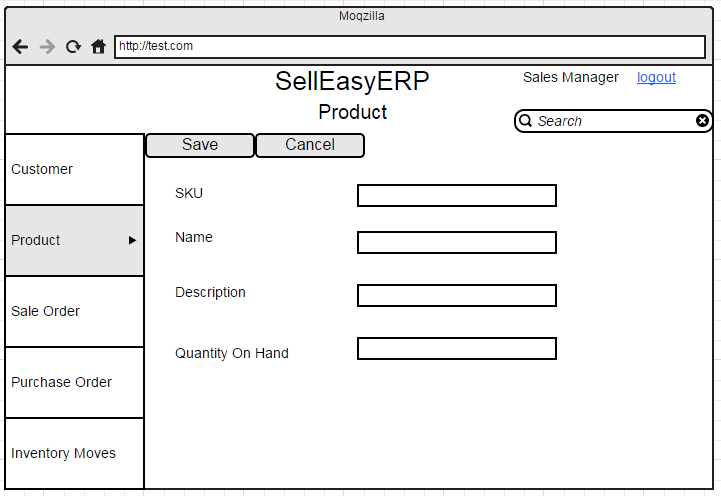 Moqzilla
http://test.com
SellEasyERP
Sales Manager logout
Product
Search
Save Cancel
Customer
Product
Sale Order
Purchase Order
Inventory Moves
SKU
Name
Description
Quantity On Hand